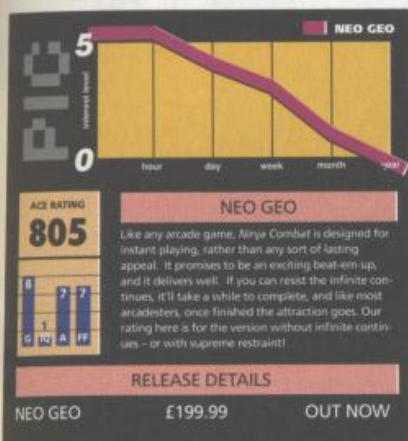 NEO GEO
PIC
5
interest level
0
hour day week month year
ACE RATING
805
8
1
7 7
G IQ A FF
NEO GEO
Like any arcade game, Ninja Combat is designed for
instant playing, rather than any sort of lasting
appeal. It promises to be an exciting beat-em-up,
and it delivers well. If you can resist the infinite con-
tinues, it'll take a while to complete, and like most
arcadesters, once finished the attraction goes. Our
rating here is for the version without infinite contin-
ues – or with supreme restraint!
RELEASE DETAILS
NEO GEO £199.99 OUT NOW